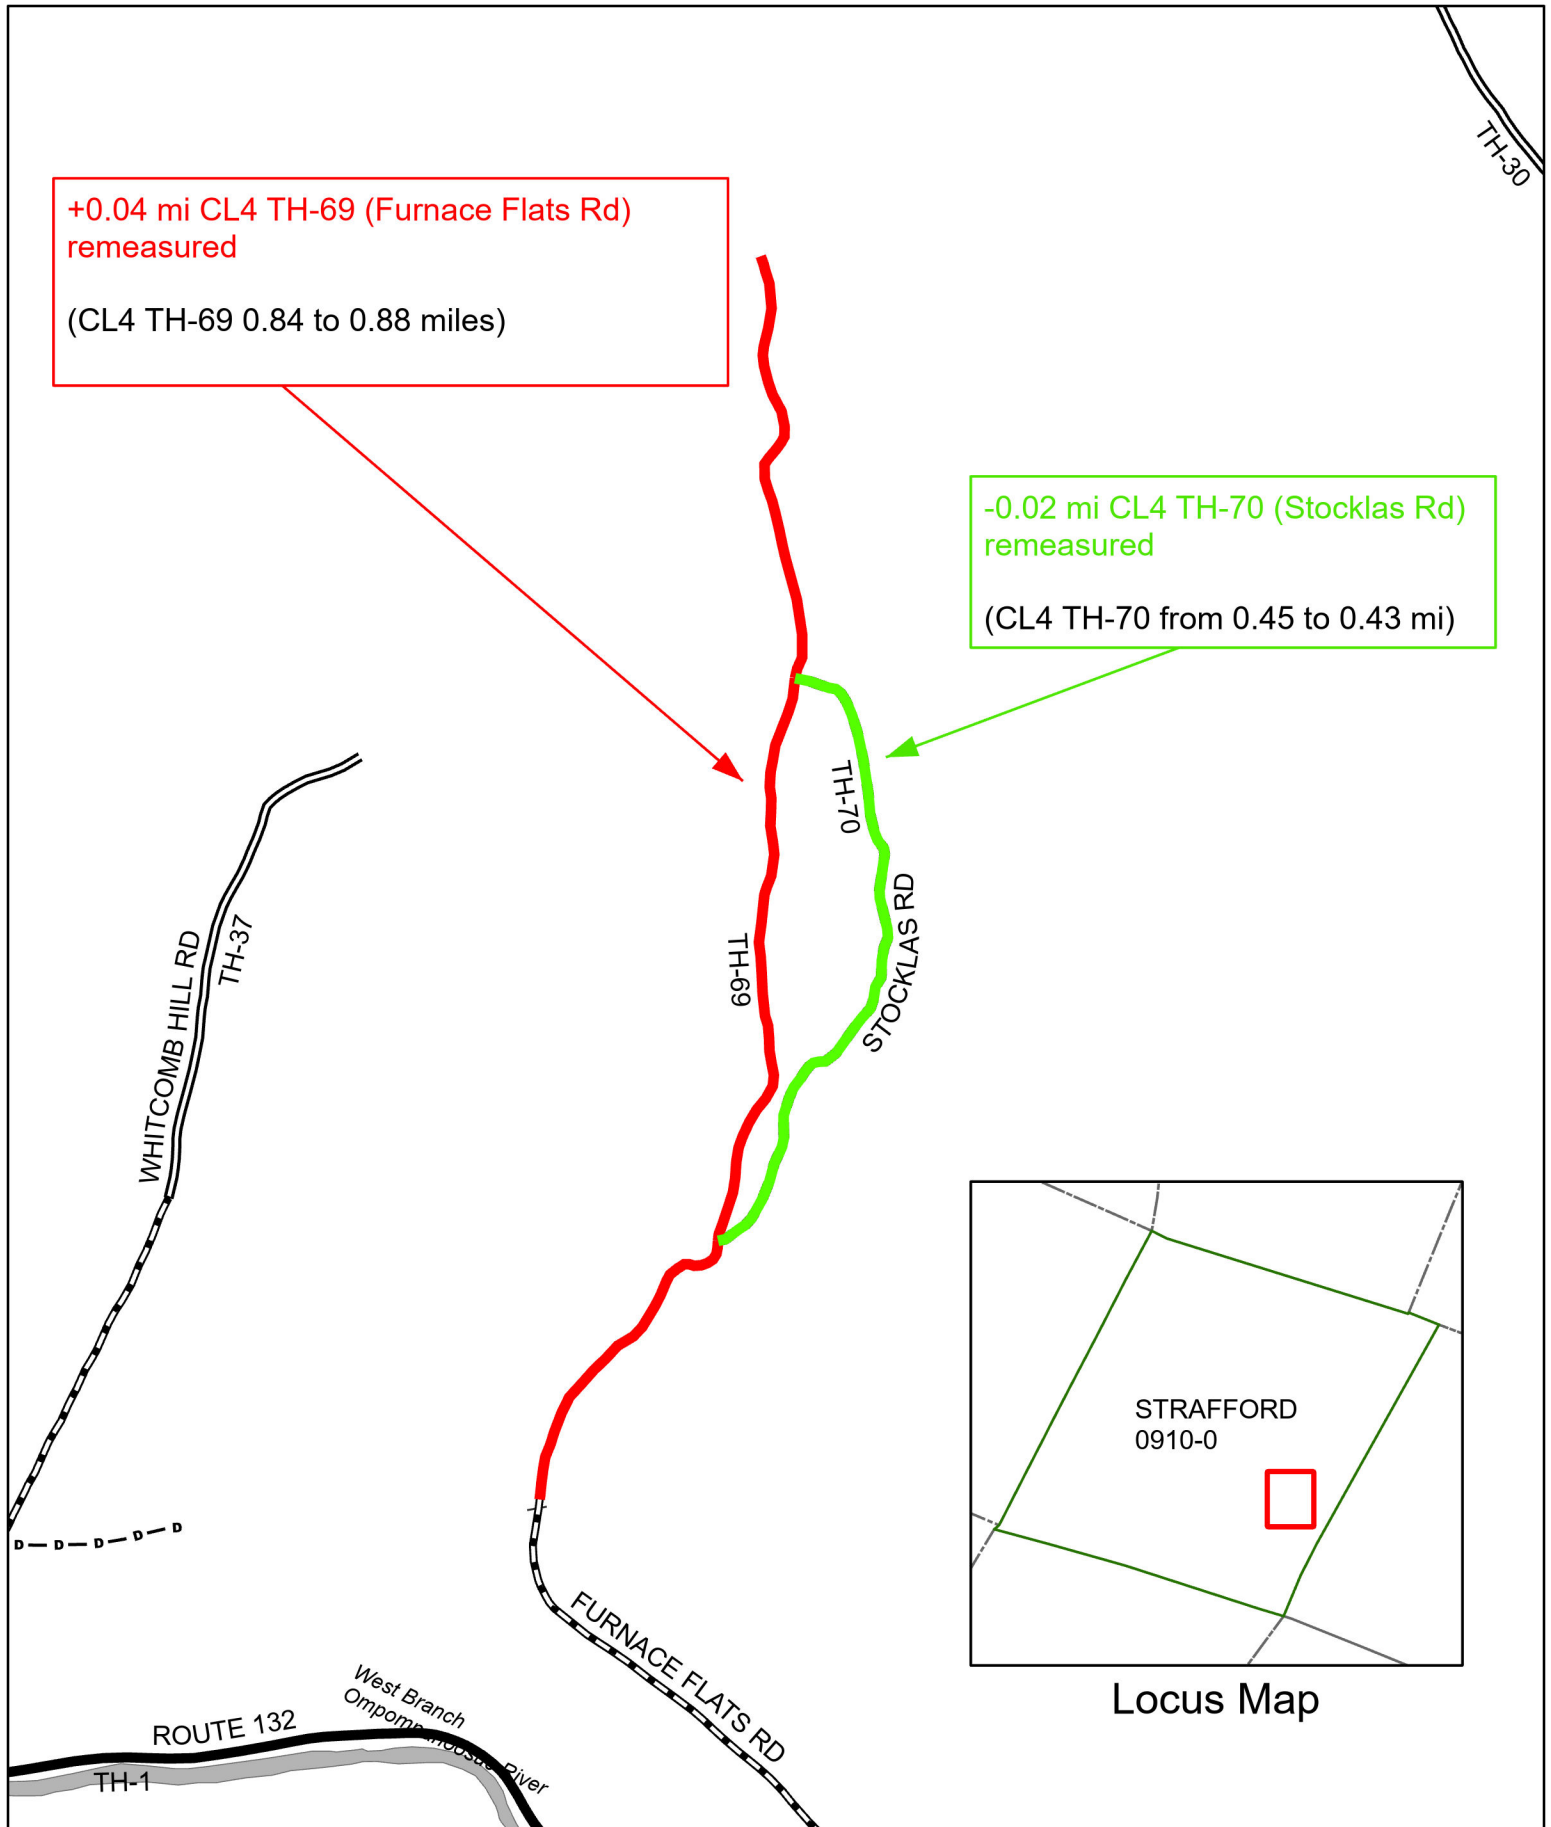 TH-30
+0.04 mi CL4 TH-69 (Furnace Flats Rd)
remeasured
(CL4 TH-69 0.84 to 0.88 miles)
-0.02 mi CL4 TH-70 (Stocklas Rd)
remeasured
(CL4 TH-70 from 0.45 to 0.43 mi)
TH-70
STOCKLAS RD
TH-69
WHITCOMB HILL RD
TH-37
STRAFFORD
0910-0
D D D D D
FURNACE FLATS RD
Locus Map
West Branch
Ompompanoosuc River
ROUTE 132
TH-1